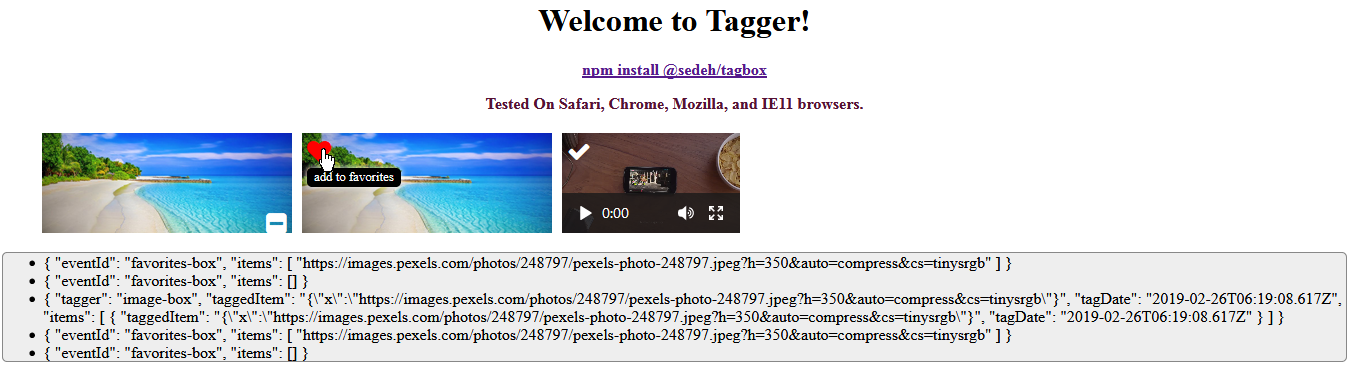 Welcome to Tagger!
npm install @sedeh/tagbox
Tested On Safari, Chrome, Mozilla, and IE11 browsers.
add to favorites
0:00
{ "eventId": "favorites-box", "items": [ "https://images.pexels.com/photos/248797/pexels-photo-248797.jpeg?h=350&auto=compress&cs=tinysrgb" ] }
{ "eventId": "favorites-box", "items": [] }
{ "tagger": "image-box", "taggedItem": "{\"x\":\"https://images.pexels.com/photos/248797/pexels-photo-248797.jpeg?h=350&auto=compress&cs=tinysrgb\"}", "tagDate": "2019-02-26T06:19:08.617Z",
"items": [ { "taggedItem": "{\"x\":\"https://images.pexels.com/photos/248797/pexels-photo-248797.jpeg?h=350&auto=compress&cs=tinysrgb\"}", "tagDate": "2019-02-26T06:19:08.617Z" } ] }
{ "eventId": "favorites-box", "items": [ "https://images.pexels.com/photos/248797/pexels-photo-248797.jpeg?h=350&auto=compress&cs=tinysrgb" ] }
{ "eventId": "favorites-box", "items": [] }